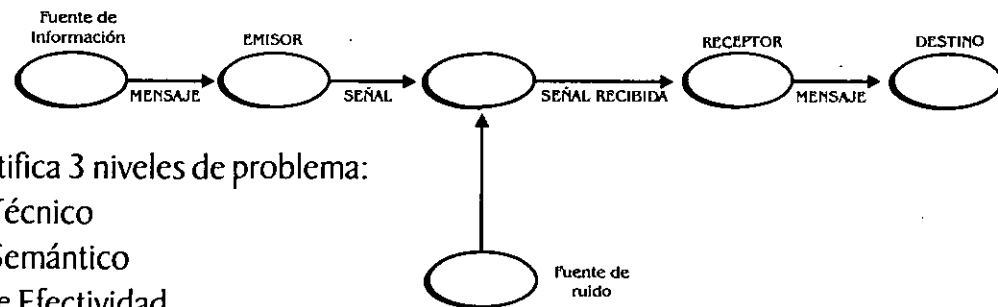 Fuente de
Información
EMISOR
RECEPTOR
DESTINO
MENSAJE
SEÑAL
SEÑAL RECIBIDA
MENSAJE
tifica 3 niveles de problema:
Técnico
Semántico
e Efectividad
Fuente de
ruido